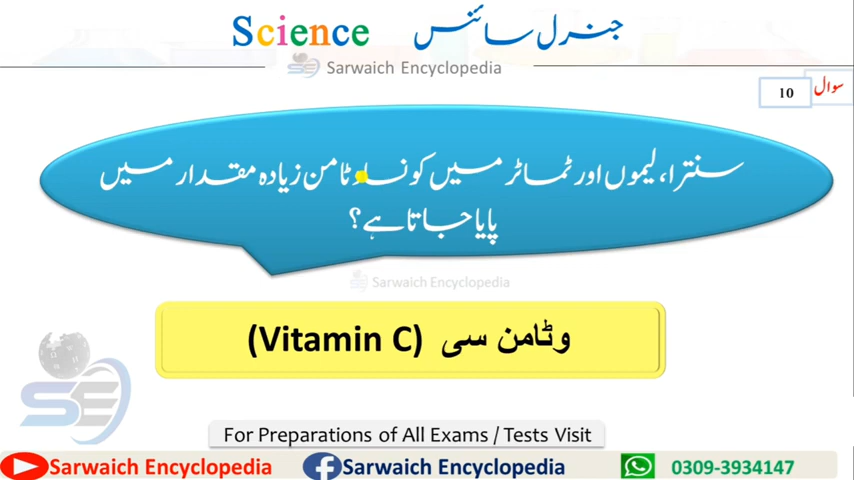 Science جنرل سائنس
Sarwaich Encyclopedia
سوال
10
سنترا، لیموں اور ٹماٹر میں کونسا وٹامن زیادہ مقدار میں
پایا جاتا ہے؟
Sarwaich Encyclopedia
وٹامن سی (Vitamin C)
SE
For Preparations of All Exams / Tests Visit
Sarwaich Encyclopedia
Sarwaich Encyclopedia
0309-3934147